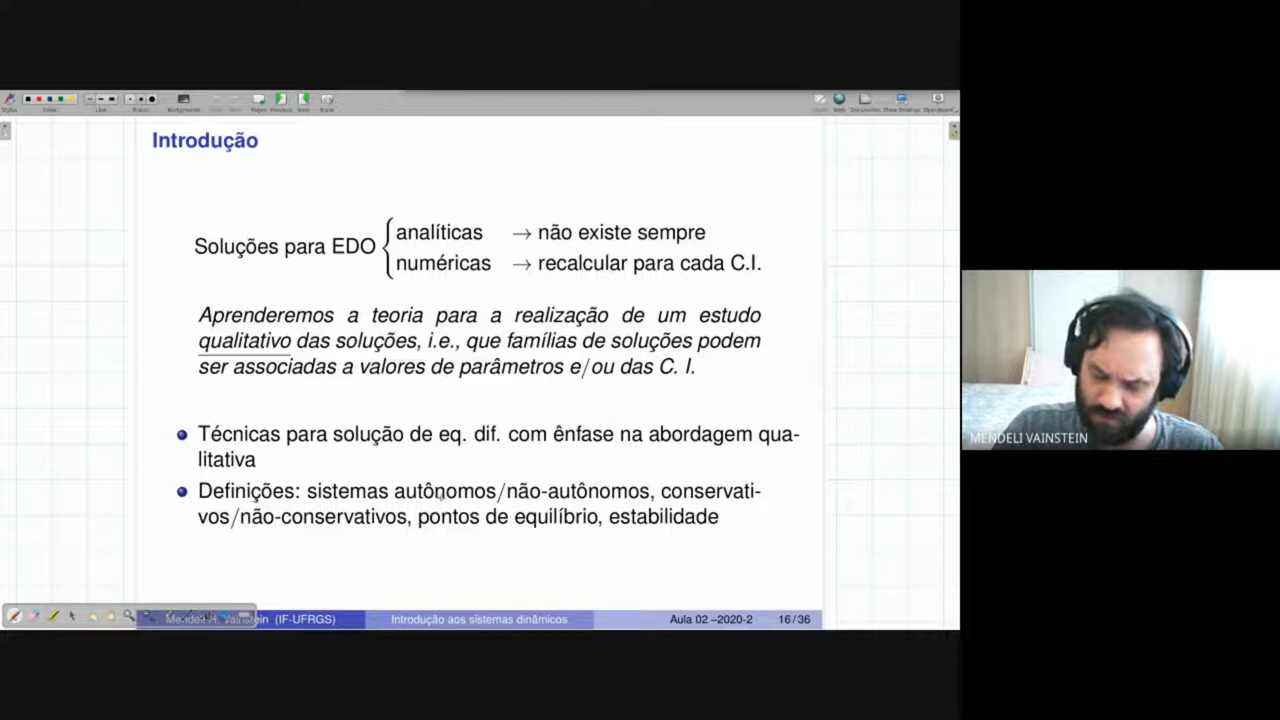 Introdução
Soluções para EDO
analíticas → não existe sempre
numéricas → recalcular para cada C.I.
Aprenderemos a teoria para a realização de um estudo
qualitativo das soluções, i.e., que famílias de soluções podem
ser associadas a valores de parâmetros e/ou das C. I.
Técnicas para solução de eq. dif. com ênfase na abordagem qua-
litativa
Definições: sistemas autônomos/não-autônomos, conservati-
vos/não-conservativos, pontos de equilíbrio, estabilidade
MENDELI VAINSTEIN
Mendeli H. Vainstein (IF-UFRGS)
Introdução aos sistemas dinâmicos
Aula 02 –2020-2
16/36